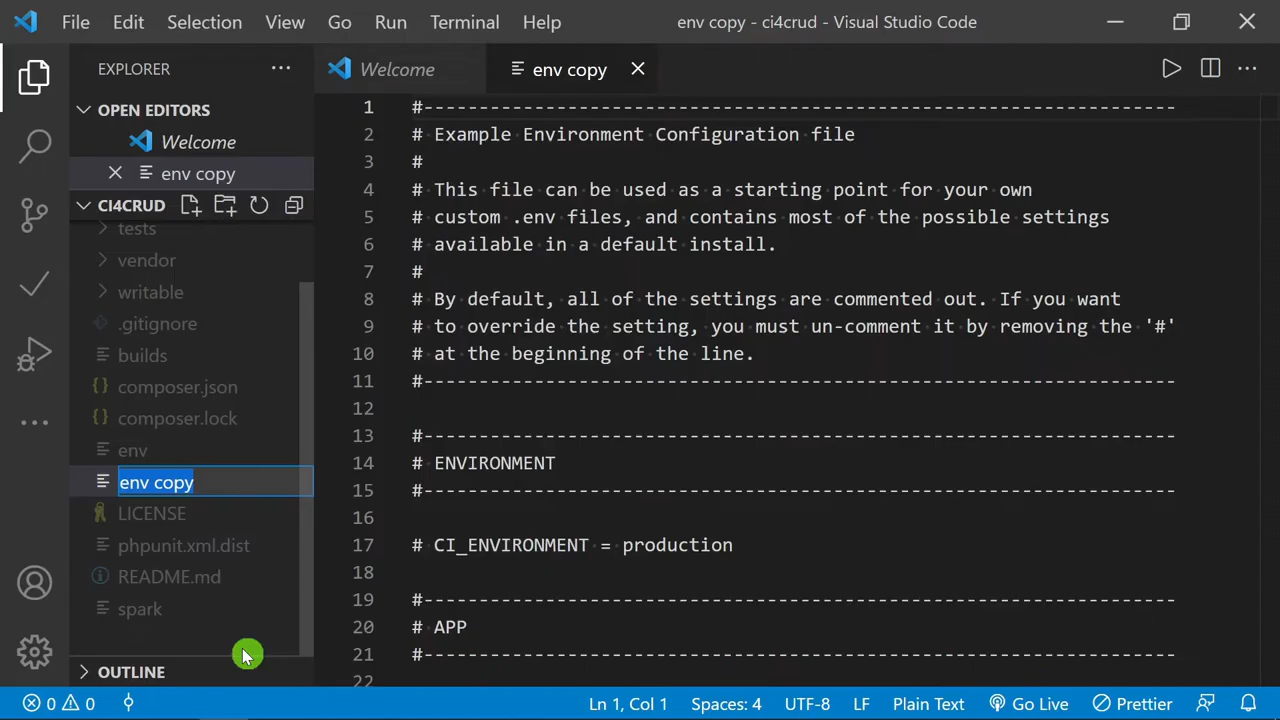 File Edit Selection View Go Run Terminal Help env copy - ci4crud - Visual Studio Code
EXPLORER
Welcome
env copy
OPEN EDITORS
Welcome
env copy
CI4CRUD
tests
vendor
writable
.gitignore
builds
composer.json
composer.lock
env
env copy
LICENSE
phpunit.xml.dist
README.md
spark
OUTLINE
1 #--------------------------------------------------------------------
2 # Example Environment Configuration file
3 #
4 # This file can be used as a starting point for your own
5 # custom .env files, and contains most of the possible settings
6 # available in a default install.
7 #
8 # By default, all of the settings are commented out. If you want
9 # to override the setting, you must un-comment it by removing the '#'
10 # at the beginning of the line.
11 #--------------------------------------------------------------------
12
13 #--------------------------------------------------------------------
14 # ENVIRONMENT
15 #--------------------------------------------------------------------
16
17 # CI_ENVIRONMENT = production
18
19 #--------------------------------------------------------------------
20 # APP
21 #--------------------------------------------------------------------
22
0 0 Ln 1, Col 1 Spaces: 4 UTF-8 LF Plain Text Go Live Prettier